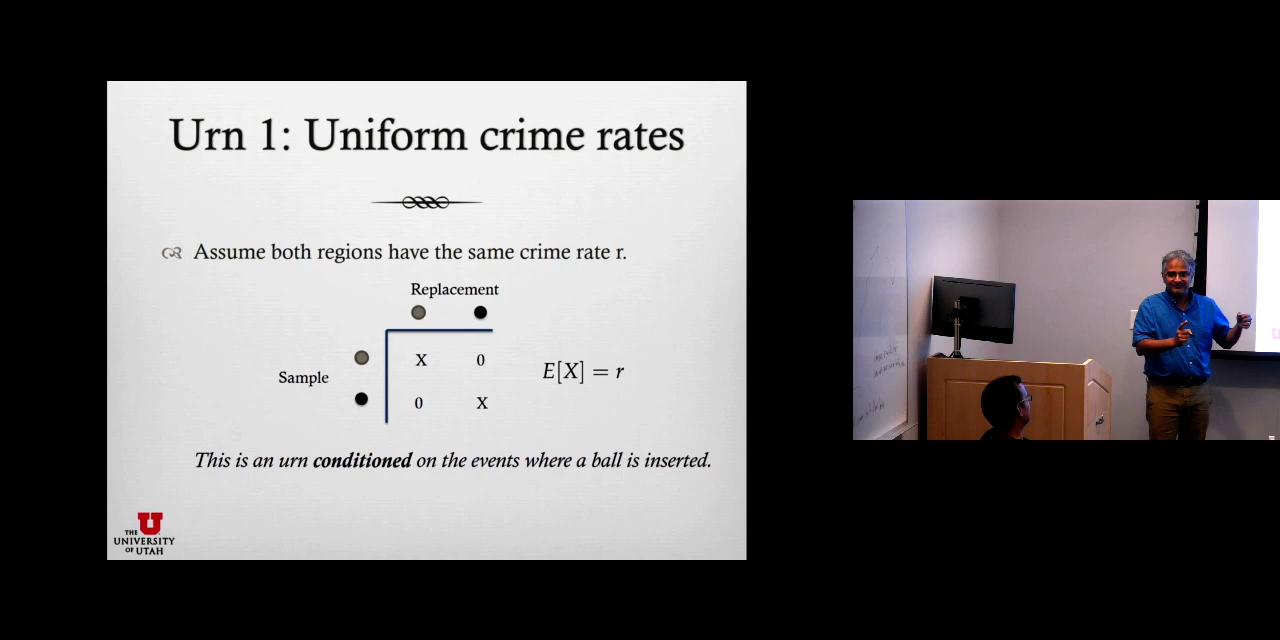 Urn 1: Uniform crime rates
Assume both regions have the same crime rate r.
Replacement
X 0
Sample
E[X] = r
0 X
This is an urn conditioned on the events where a ball is inserted.
THE U
UNIVERSITY
OF UTAH